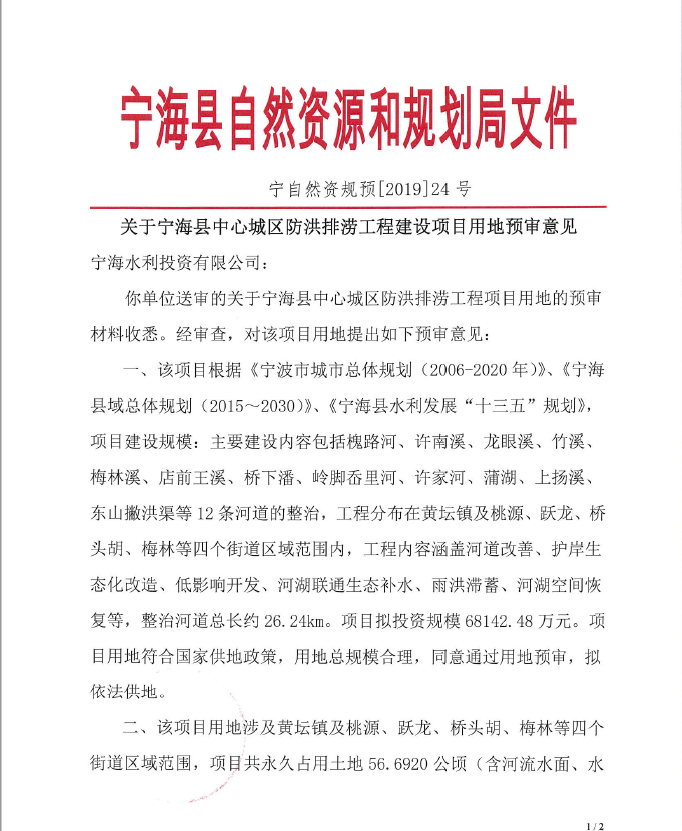 宁海县自然资源和规划局文件
宁自然资规预[2019]24 号
关于宁海县中心城区防洪排涝工程建设项目用地预审意见
宁海水利投资有限公司：
你单位送审的关于宁海县中心城区防洪排涝工程项目用地的预审
材料收悉。经审查，对该项目用地提出如下预审意见：
一、该项目根据《宁波市城市总体规划（2006-2020 年）》、《宁海
县域总体规划（2015～2030）》、《宁海县水利发展“十三五”规划》，
项目建设规模：主要建设内容包括槐路河、许南溪、龙眼溪、竹溪、
梅林溪、店前王溪、桥下潘、岭脚岙里河、许家河、蒲湖、上扬溪、
东山撇洪渠等 12 条河道的整治，工程分布在黄坛镇及桃源、跃龙、桥
头胡、梅林等四个街道区域范围内，工程内容涵盖河道改善、护岸生
态化改造、低影响开发、河湖联通生态补水、雨洪滞蓄、河湖空间恢
复等，整治河道总长约 26.24km。项目拟投资规模 68142.48 万元。项
目用地符合国家供地政策，用地总规模合理，同意通过用地预审，拟
依法供地。
二、该项目用地涉及黄坛镇及桃源、跃龙、桥头胡、梅林等四个
街道区域范围，项目共永久占用土地 56.6920 公顷（含河流水面、水
1 / 2